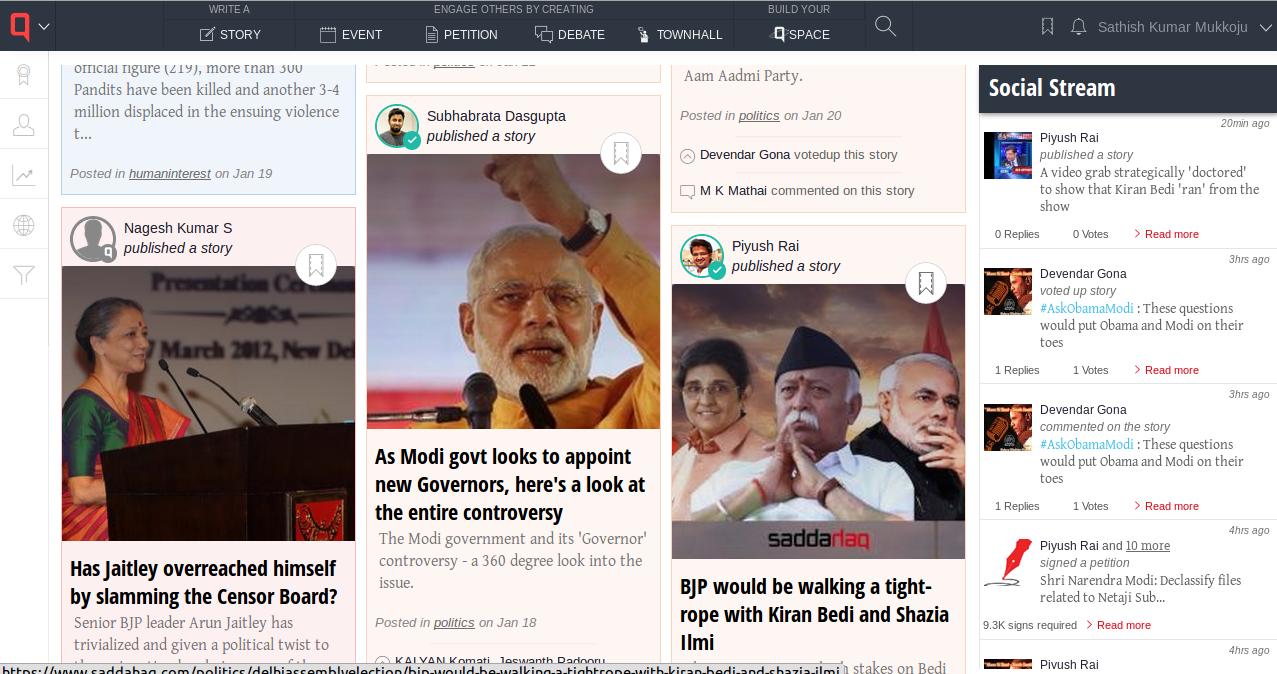 WRITE A
ENGAGE OTHERS BY CREATING
BUILD YOUR
STORY
EVENT
PETITION
DEBATE
TOWNHALL
SPACE
Sathish Kumar Mukkoju
official figure (219), more than 300
Pandits have been killed and another 3-4
million displaced in the ensuing violence
t...
Posted in humaninterest on Jan 19
Nagesh Kumar S
published a story
Presentation
March 2012, New
Has Jaitley overreached himself
by slamming the Censor Board?
Senior BJP leader Arun Jaitley has
trivialized and given a political twist to
Posted in politics on Jan 22
Subhabrata Dasgupta
published a story
As Modi govt looks to appoint
new Governors, here's a look at
the entire controversy
The Modi government and its 'Governor'
controversy - a 360 degree look into the
issue.
Posted in politics on Jan 18
KALYAN Komati, Jeswanth Padooru
Aam Aadmi Party.
Posted in politics on Jan 20
Devendar Gona votedup this story
M K Mathai commented on this story
Piyush Rai
published a story
saddahaq
BJP would be walking a tight-
rope with Kiran Bedi and Shazia
Ilmi
stakes on Bedi
Social Stream
20min ago
Piyush Rai
published a story
A video grab strategically 'doctored'
to show that Kiran Bedi 'ran' from the
show
0 Replies 0 Votes Read more
3hrs ago
Devendar Gona
voted up story
#AskObamaModi : These questions
would put Obama and Modi on their
toes
1 Replies 1 Votes Read more
3hrs ago
Devendar Gona
commented on the story
#AskObamaModi : These questions
would put Obama and Modi on their
toes
1 Replies 1 Votes Read more
4hrs ago
Piyush Rai and 10 more
signed a petition
Shri Narendra Modi: Declassify files
related to Netaji Sub...
9.3K signs required Read more
4hrs ago
Piyush Rai
https://www.saddahaq.com/politics/delhiassemblyelection/bjp-would-be-walking-a-tightrope-with-kiran-bedi-and-shazia-ilmi